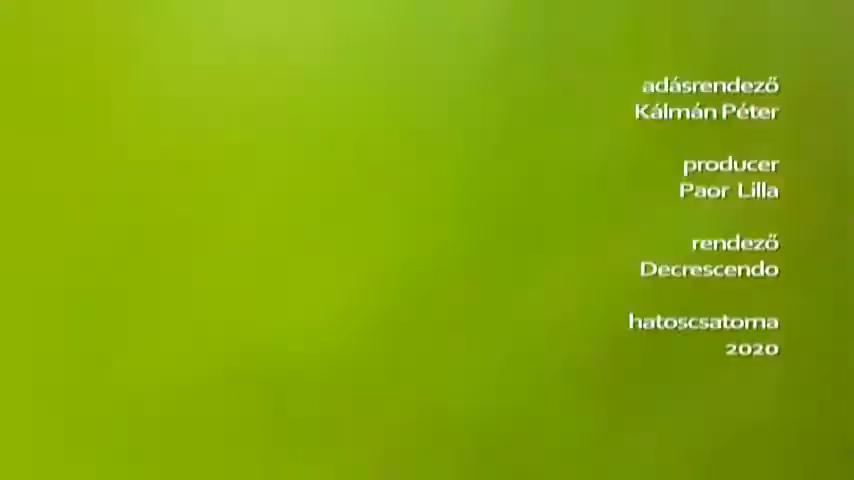 adásrendező
Kálmán Péter
producer
Paor Lilla
rendező
Decrescendo
hatoscsatorna
2020